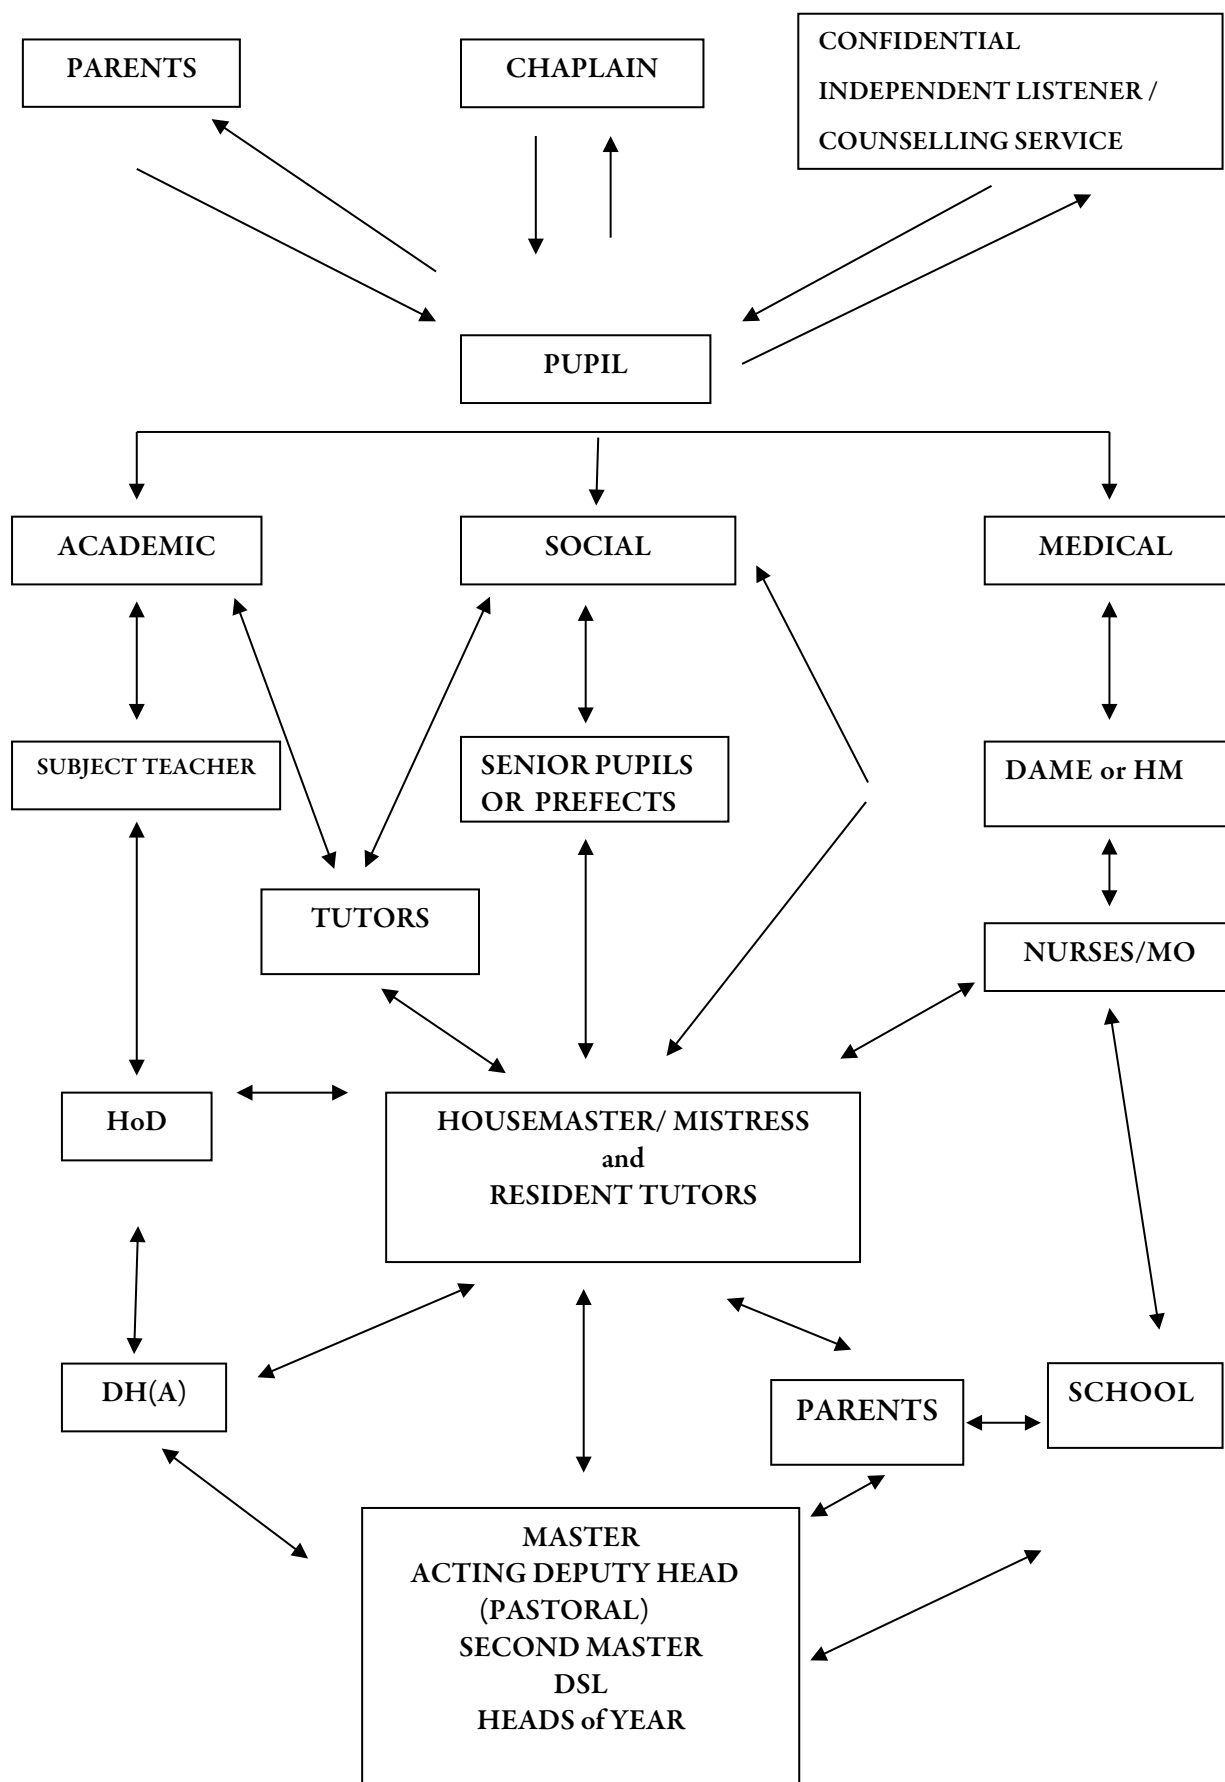 PARENTS
CHAPLAIN
CONFIDENTIAL
INDEPENDENT LISTENER /
COUNSELLING SERVICE
PUPIL
ACADEMIC
SOCIAL
MEDICAL
SUBJECT TEACHER
SENIOR PUPILS
OR PREFECTS
DAME or HM
TUTORS
NURSES/MO
HoD
HOUSEMASTER/ MISTRESS
and
RESIDENT TUTORS
DH(A)
PARENTS
SCHOOL
MASTER
ACTING DEPUTY HEAD
(PASTORAL)
SECOND MASTER
DSL
HEADS of YEAR